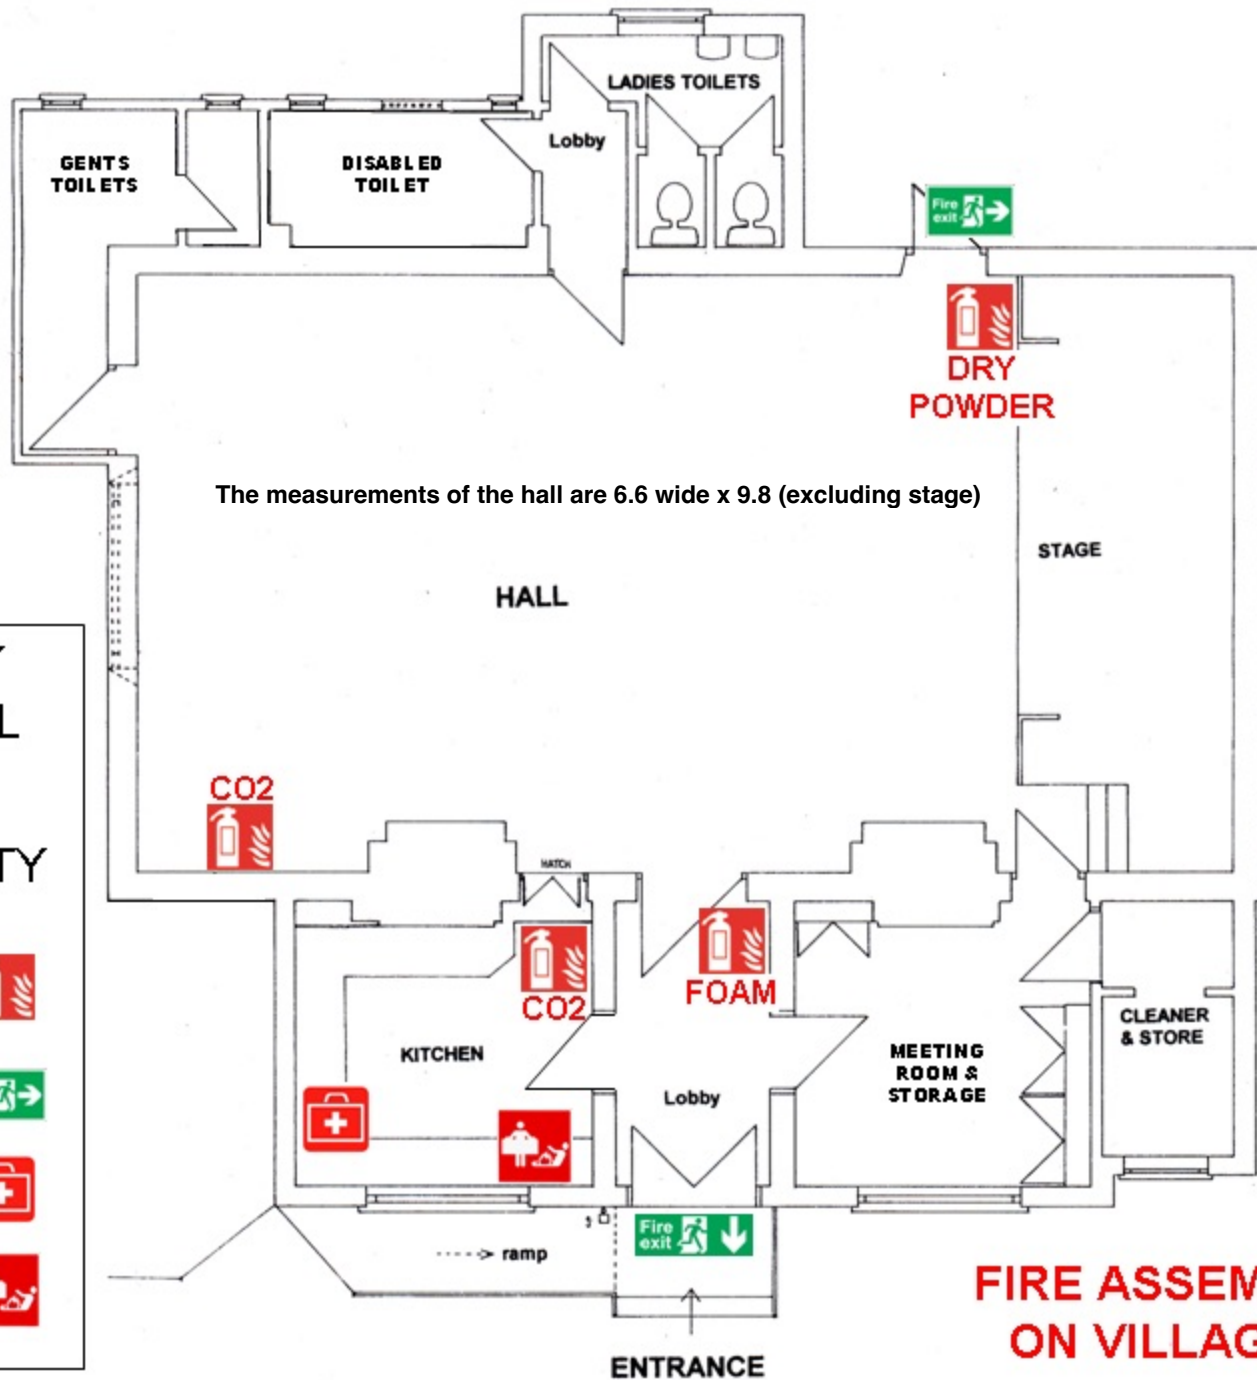 LADIES TOILETS
Lobby
GENTS
TOILETS
DISABLED
TOILET
Fire
exit
DRY
POWDER
The measurements of the hall are 6.6 wide x 9.8 (excluding stage)
STAGE
HALL
L
TY
CO2
HATCH
CO2
FOAM
KITCHEN
Lobby
MEETING
ROOM &
STORAGE
CLEANER
& STORE
Fire
exit
ramp
ENTRANCE
FIRE ASSEM
ON VILLAG